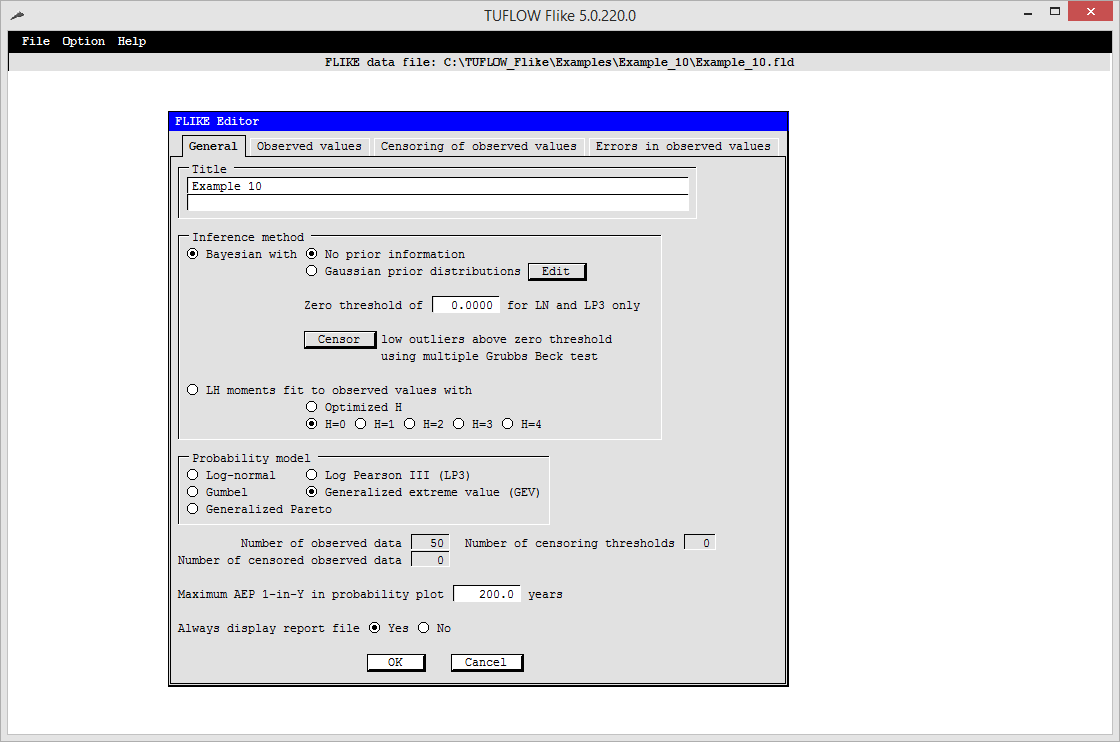 TUFLOW Flike 5.0.220.0
File Option Help
FLIKE data file: C:\TUFLOW_Flike\Examples\Example_10\Example_10.fld
FLIKE Editor
General Observed values Censoring of observed values Errors in observed values
Title
Example 10
Inference method
Bayesian with No prior information
Gaussian prior distributions Edit
Zero threshold of 0.0000 for LN and LP3 only
Censor low outliers above zero threshold
using multiple Grubbs Beck test
LH moments fit to observed values with
Optimized H
H=0 H=1 H=2 H=3 H=4
Probability model
Log-normal Log Pearson III (LP3)
Gumbel Generalized extreme value (GEV)
Generalized Pareto
Number of observed data 50 Number of censoring thresholds 0
Number of censored observed data 0
Maximum AEP 1-in-Y in probability plot 200.0 years
Always display report file Yes No
OK Cancel